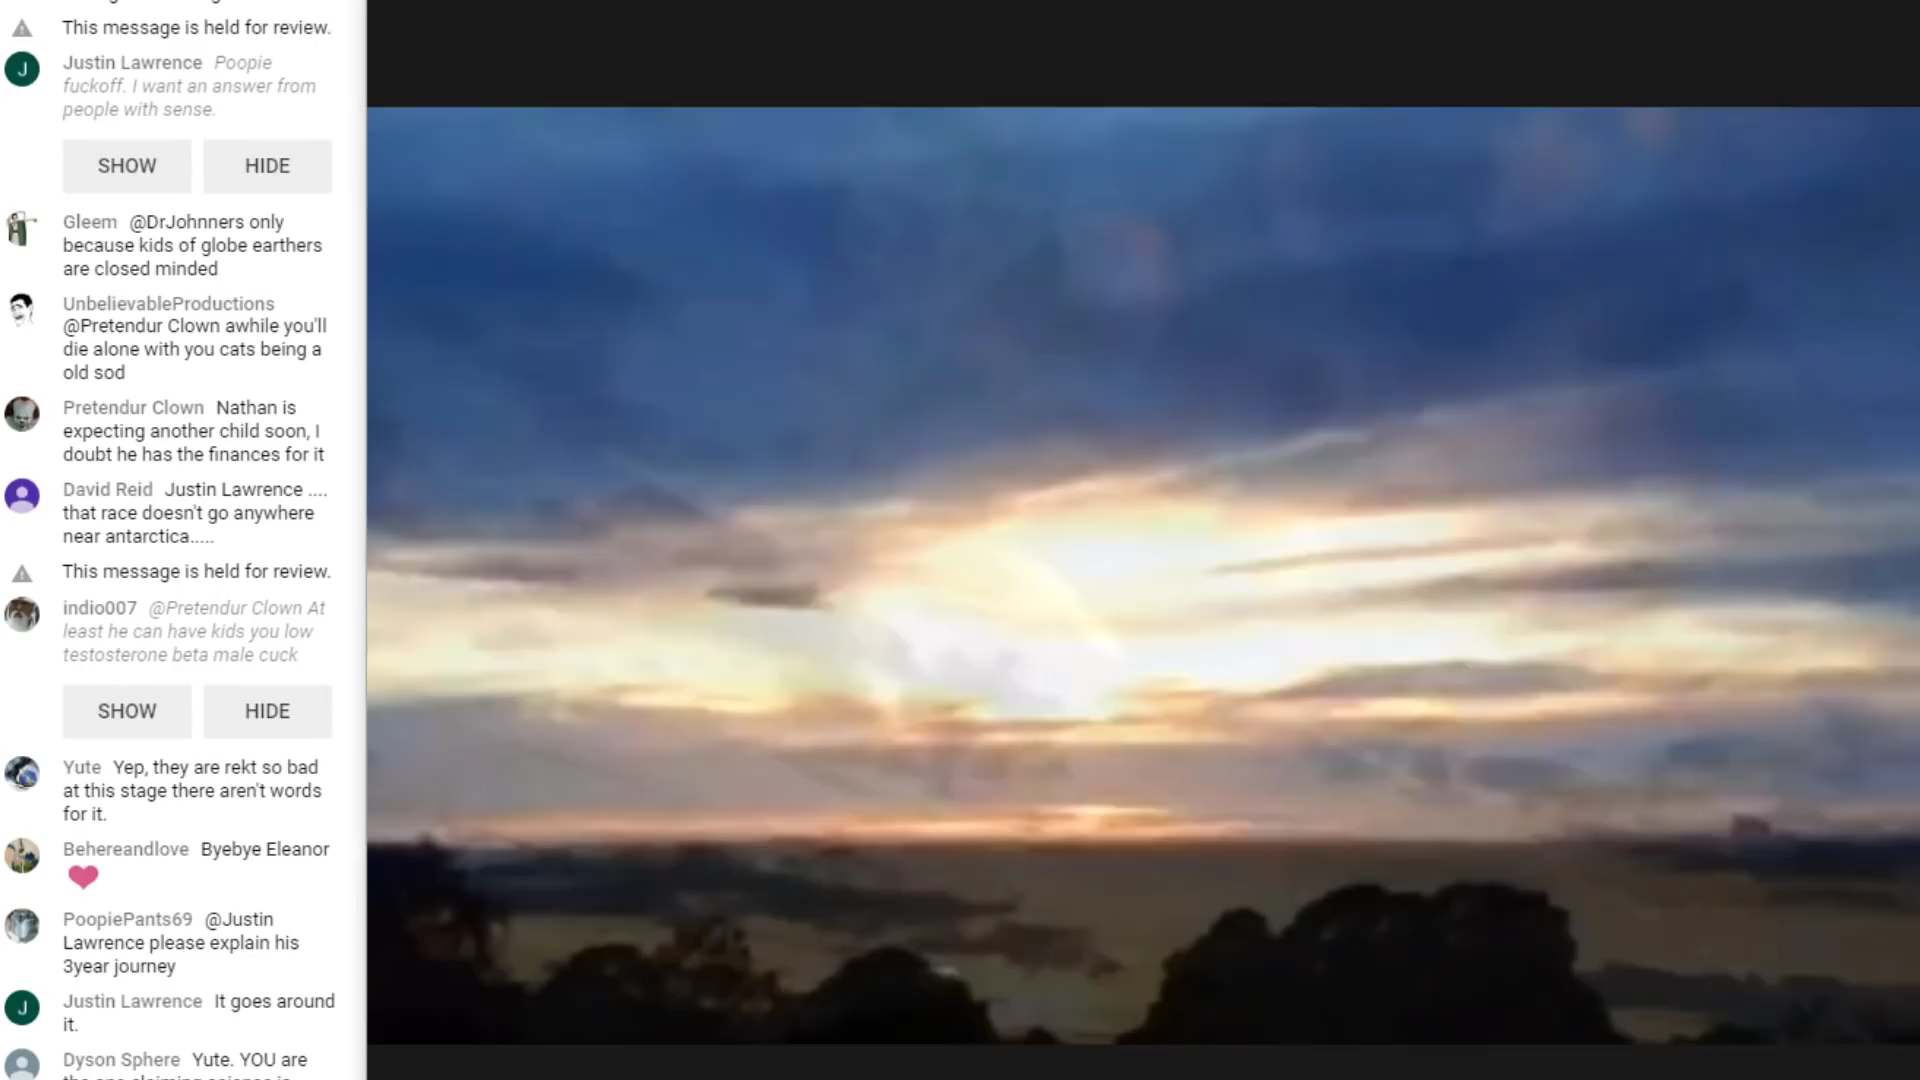 This message is held for review.
Justin Lawrence Poopie
fuckoff. I want an answer from
people with sense.
SHOW HIDE
Gleem @DrJohnners only
because kids of globe earthers
are closed minded
UnbelievableProductions
@Pretendur Clown awhile you'll
die alone with you cats being a
old sod
Pretendur Clown Nathan is
expecting another child soon, I
doubt he has the finances for it
David Reid Justin Lawrence ....
that race doesn't go anywhere
near antarctica.....
This message is held for review.
indio007 @Pretendur Clown At
least he can have kids you low
testosterone beta male cuck
SHOW HIDE
Yute Yep, they are rekt so bad
at this stage there aren't words
for it.
Behereandlove Byebye Eleanor
PoopiePants69 @Justin
Lawrence please explain his
3year journey
J
Justin Lawrence It goes around
it.
Dyson Sphere Yute. YOU are